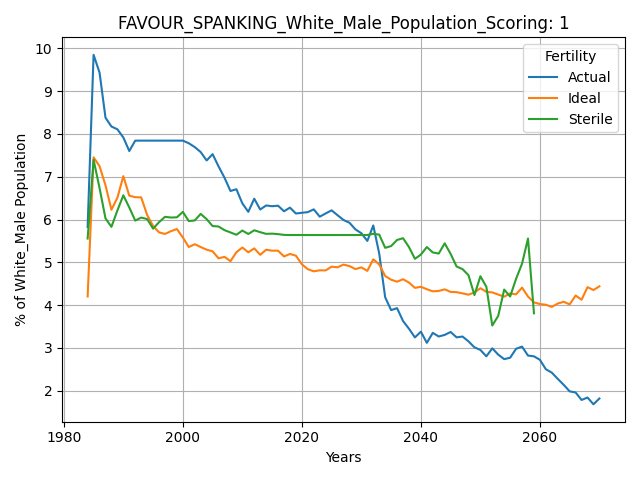 FAVOUR_SPANKING_White_Male_Population_Scoring: 1
Fertility
Actual
Ideal
Sterile
% of White_Male Population
10
9
8
7
6
5
4
3
2
1980
2000
2020
2040
2060
Years